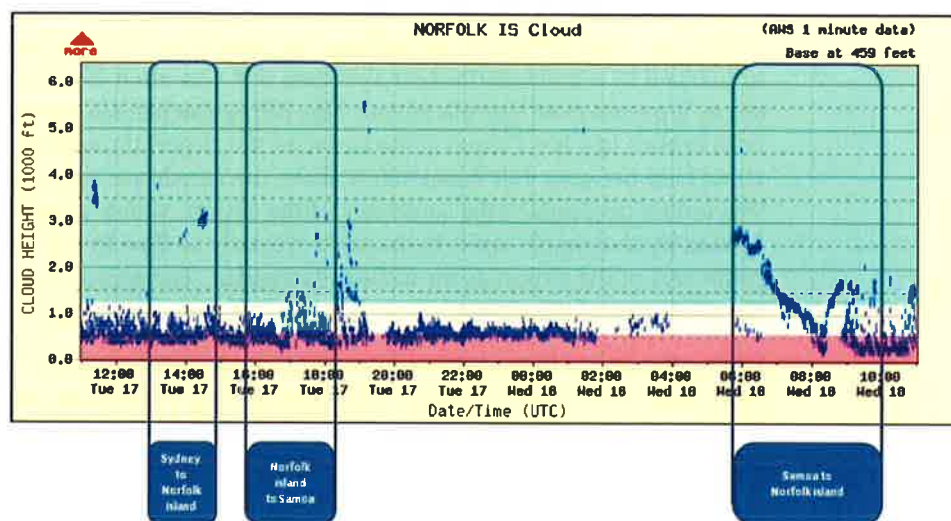 NORFOLK IS Cloud
(AWS 1 minute data)
Base at 459 feet
more
CLOUD HEIGHT (1000 ft)
6.0
5.0
4.0
3.0
2.0
1.0
0.0
12:00 14:00 16:00 18:00 20:00 22:00 00:00 02:00 04:00 06:00 08:00 10:00
Tue 17 Tue 17 Tue 17 Tue 17 Tue 17 Tue 17 Wed 18 Wed 18 Wed 18 Wed 18 Wed 18 Wed 18
Date/Time (UTC)
Sydney
to
Norfolk
island
Norfolk
island
to Samoa
Samoa to
Norfolk island